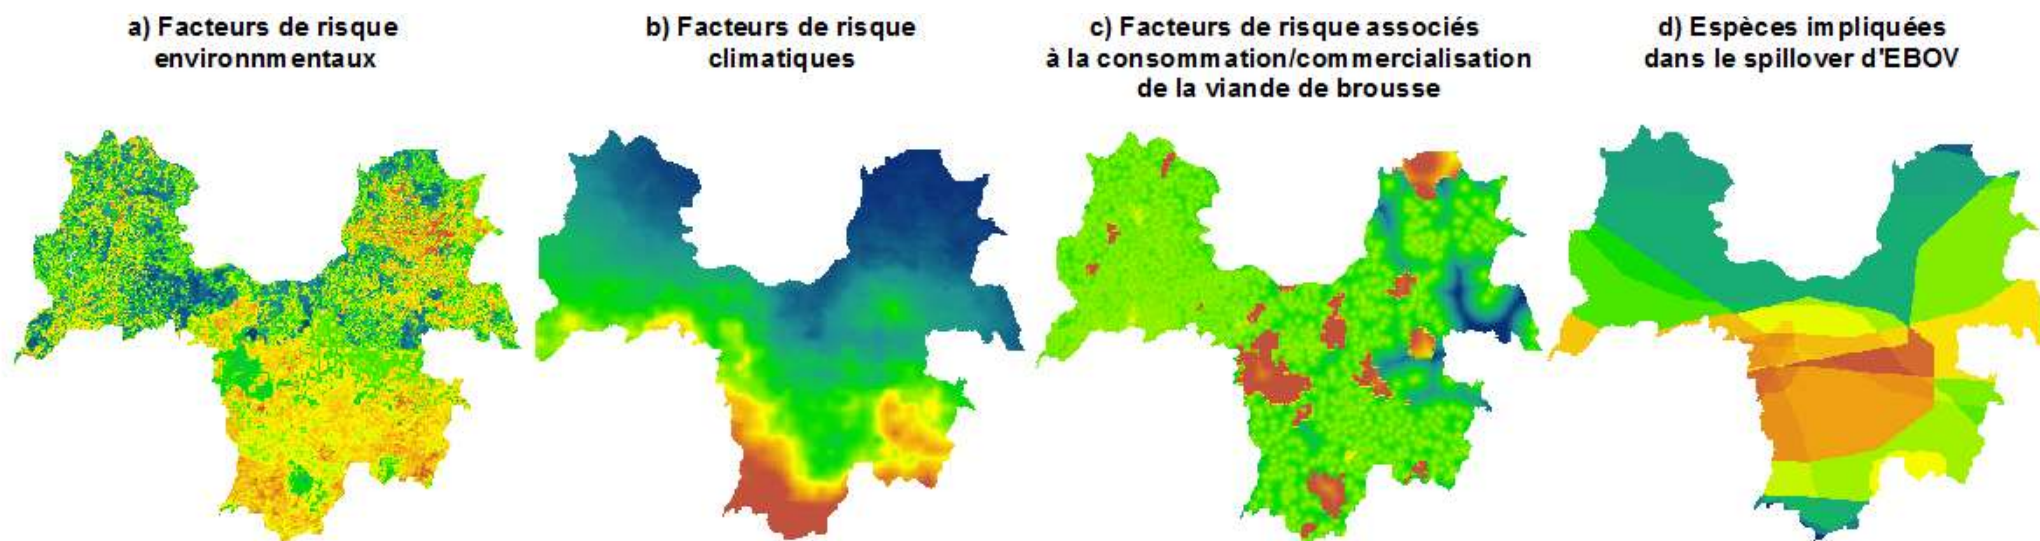 a) Facteurs de risque
environnmentaux
b) Facteurs de risque
climatiques
c) Facteurs de risque associés
à la consommation/commercialisation
de la viande de brousse
d) Espèces impliquées
dans le spillover d'EBOV